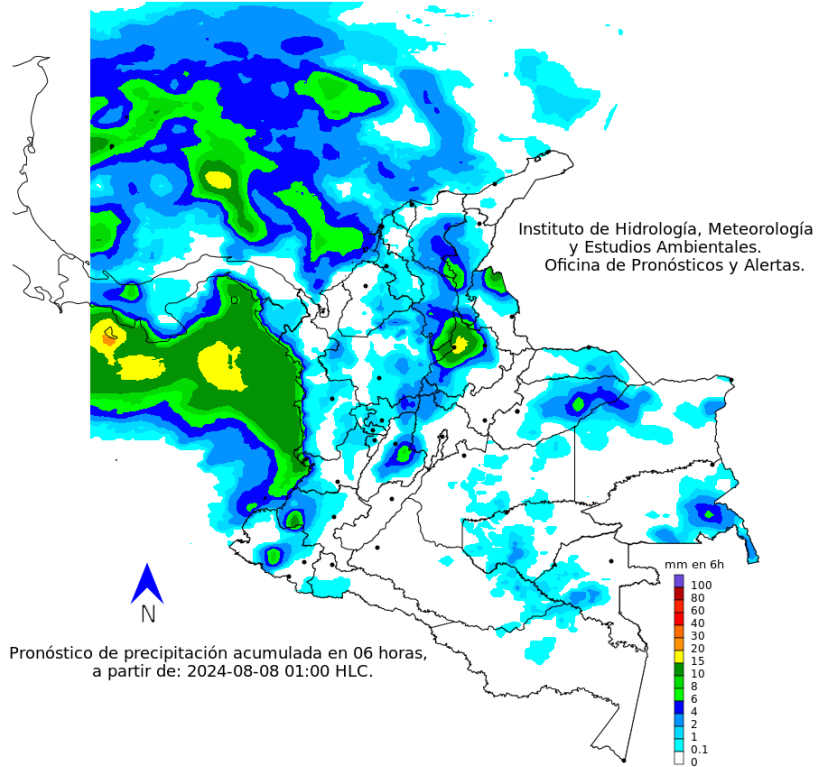 Instituto de Hidrología, Meteorología
y Estudios Ambientales.
Oficina de Pronósticos y Alertas.
N
Pronóstico de precipitación acumulada en 06 horas,
a partir de: 2024-08-08 01:00 HLC.
mm en 6h
100
80
60
40
30
20
15
10
8
6
4
2
1
0.1
0